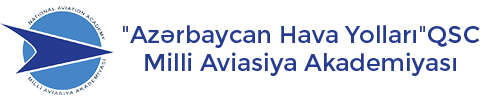 NATIONAL AVIATION ACADEMY
MİLLİ AVİASİYA AKADEMİYASI
"Azərbaycan Hava Yolları"QSC
Milli Aviasiya Akademiyası